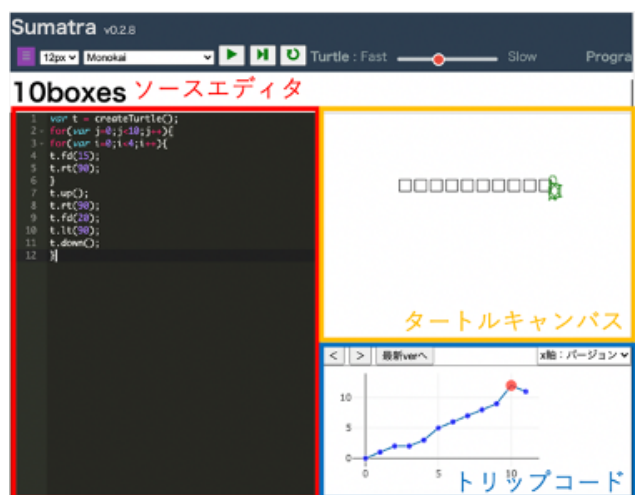 Sumatra v0.2.8
12px Monokai Turtle : Fast Slow Progra
10boxes ソースエディタ
1 var t = createTurtle();
2 for(var j=0;j<10;j++){
3 for(var i=0;i<4;i++){
4 t.fd(15);
5 t.rt(90);
6 }
7 t.up();
8 t.rt(90);
9 t.fd(20);
10 t.lt(90);
11 t.down();
12 }
タートルキャンバス
< > 最新verへ x軸：バージョン
10
5
0
0 5 10
トリップコード